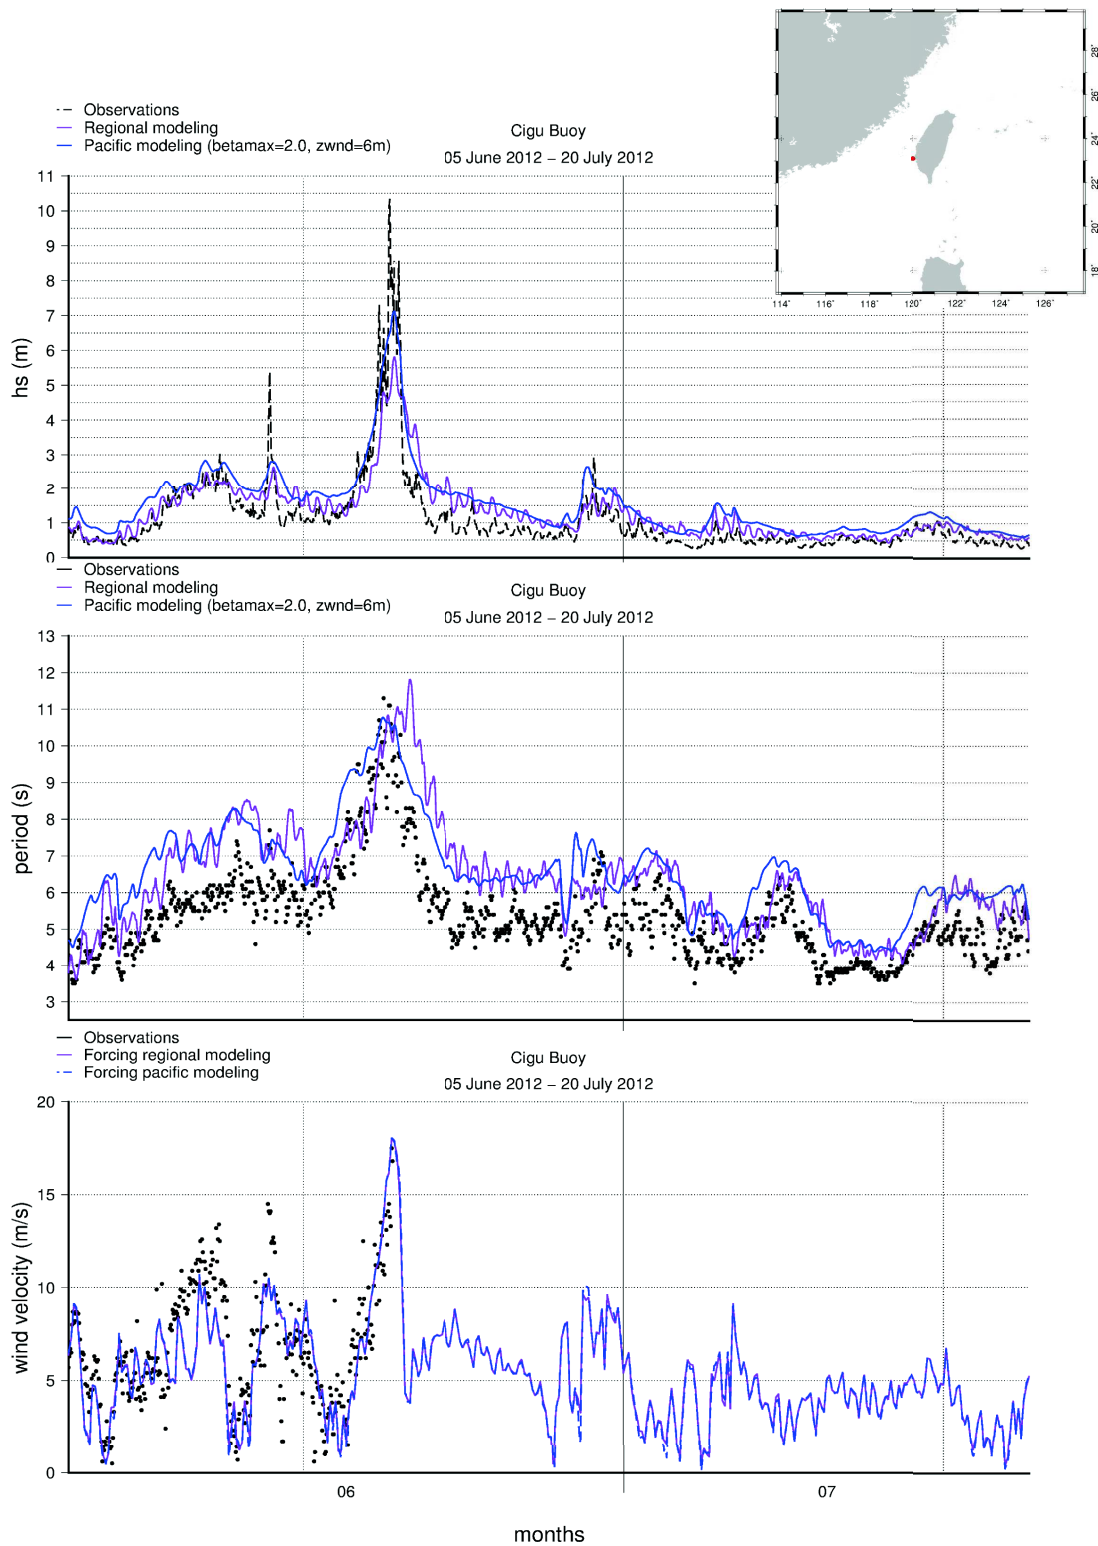 28°
26°
24°
22°
20°
18°
114° 116° 118° 120° 122° 124° 126°
Observations
Regional modeling
Pacific modeling (betamax=2.0, zwnd=6m)
Cigu Buoy
05 June 2012 – 20 July 2012
11
10
9
8
7
6
5
4
3
2
1
0
hs (m)
Observations
Regional modeling
Pacific modeling (betamax=2.0, zwnd=6m)
Cigu Buoy
05 June 2012 – 20 July 2012
13
12
11
10
9
8
7
6
5
4
3
period (s)
Observations
Forcing regional modeling
Forcing pacific modeling
Cigu Buoy
05 June 2012 – 20 July 2012
20
15
10
5
0
wind velocity (m/s)
06 07
months